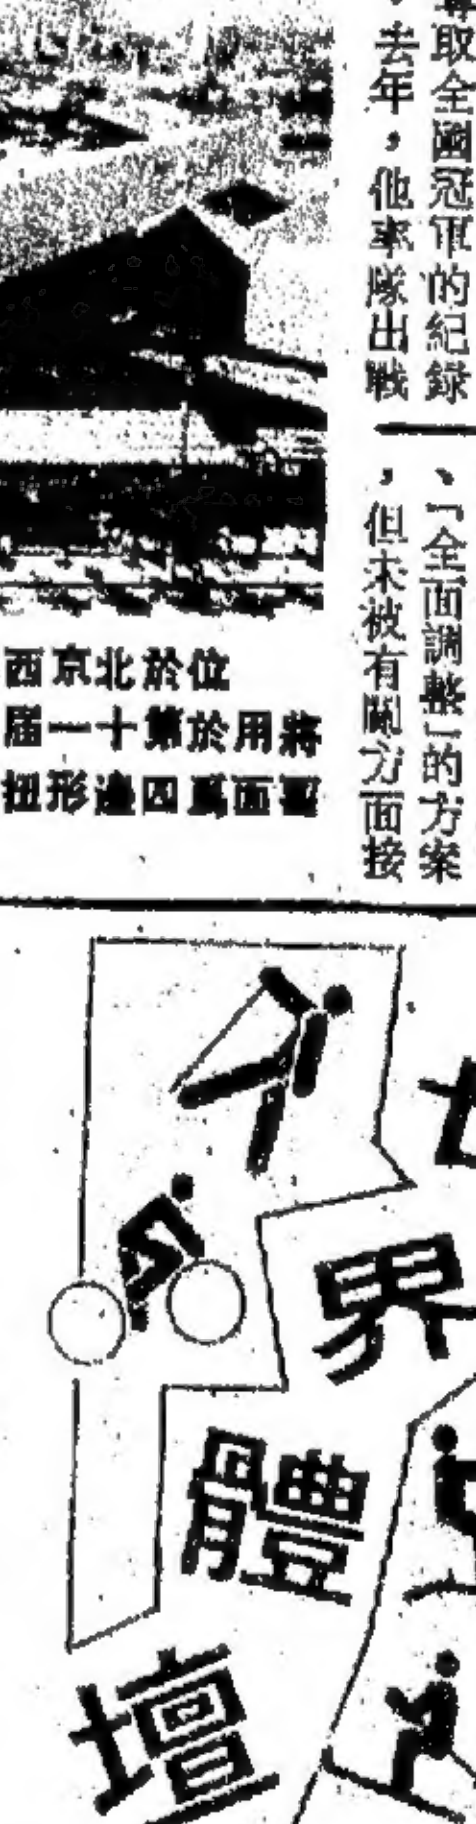 取全國冠軍的紀錄
，去年，他率隊出戰
、「全面調整」的方案
，但未被有關方面接
位於北京西
將用於第十一屆
面爲四邊形扭
界體壇